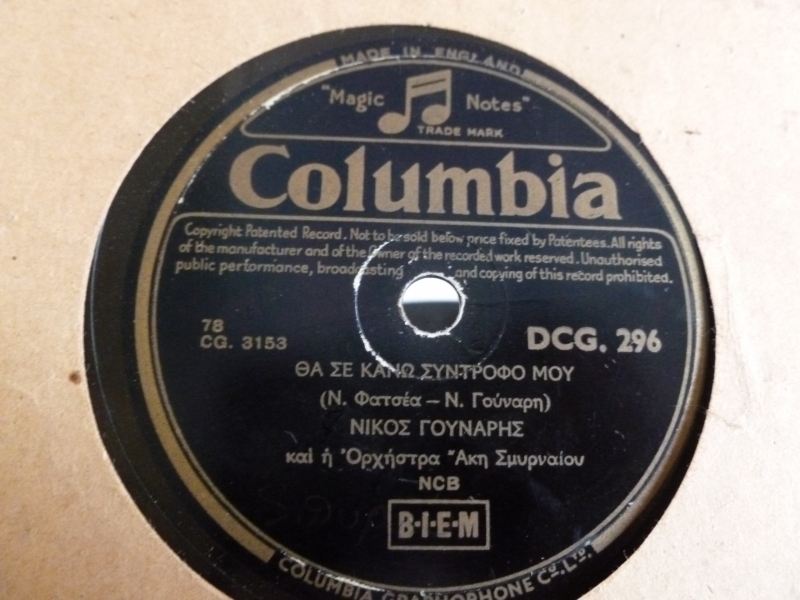 MADE IN ENGLAND
"Magic Notes"
TRADE MARK
Columbia
Copyright Patented Record. Not to be sold below price fixed by Patentees. All rights
of the manufacturer and of the Owner of the recorded work reserved. Unauthorised
public performance, broadcasting and copying of this record prohibited.
78
CG. 3153
DCG. 296
ΘΑ ΣΕ ΚΑΝΩ ΣΥΝΤΡΟΦΟ ΜΟΥ
(Ν. Φατσέα – Ν. Γούναρη)
ΝΙΚΟΣ ΓΟΥΝΑΡΗΣ
καὶ ἡ Ὀρχήστρα Ἄκη Σμυρναίου
NCB
B·I·E·M
COLUMBIA GRAPHOPHONE Co. LTD.